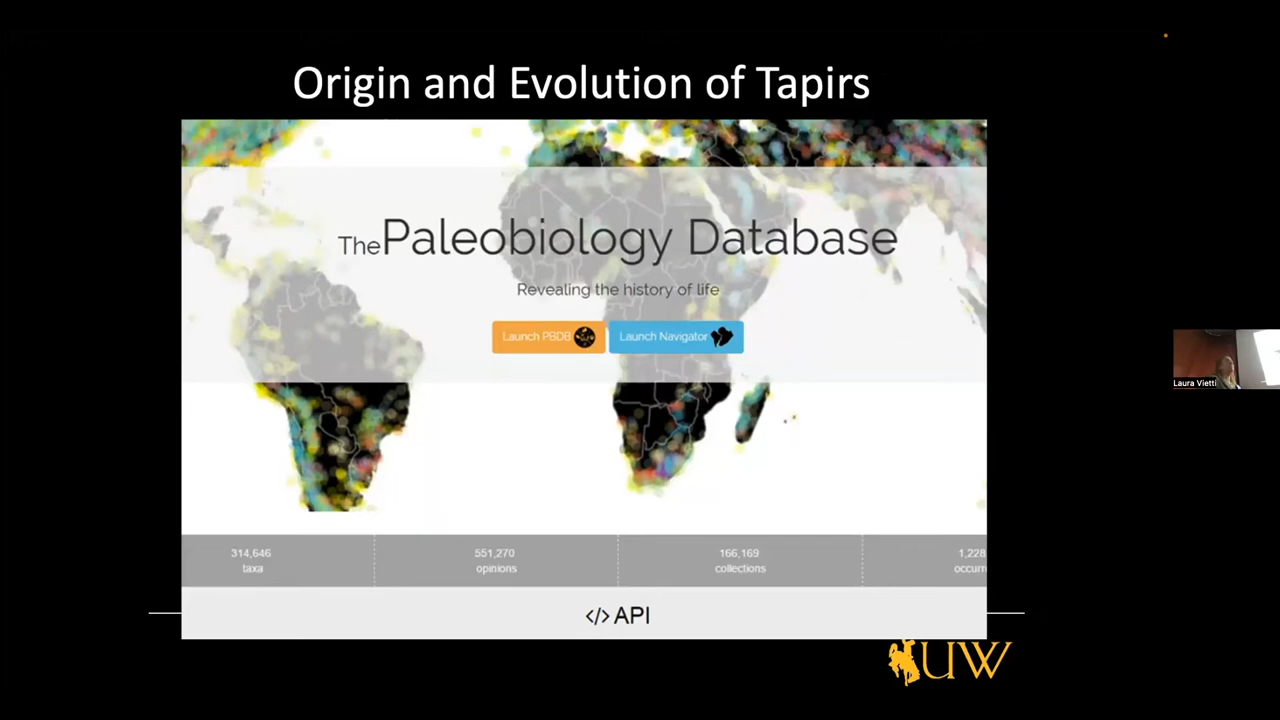 Origin and Evolution of Tapirs
The Paleobiology Database
Revealing the history of life
Launch PBDB
Launch Navigator
314,646
taxa
551,270
opinions
166,169
collections
1,228
occurr
</> API
UW
Laura Vietti